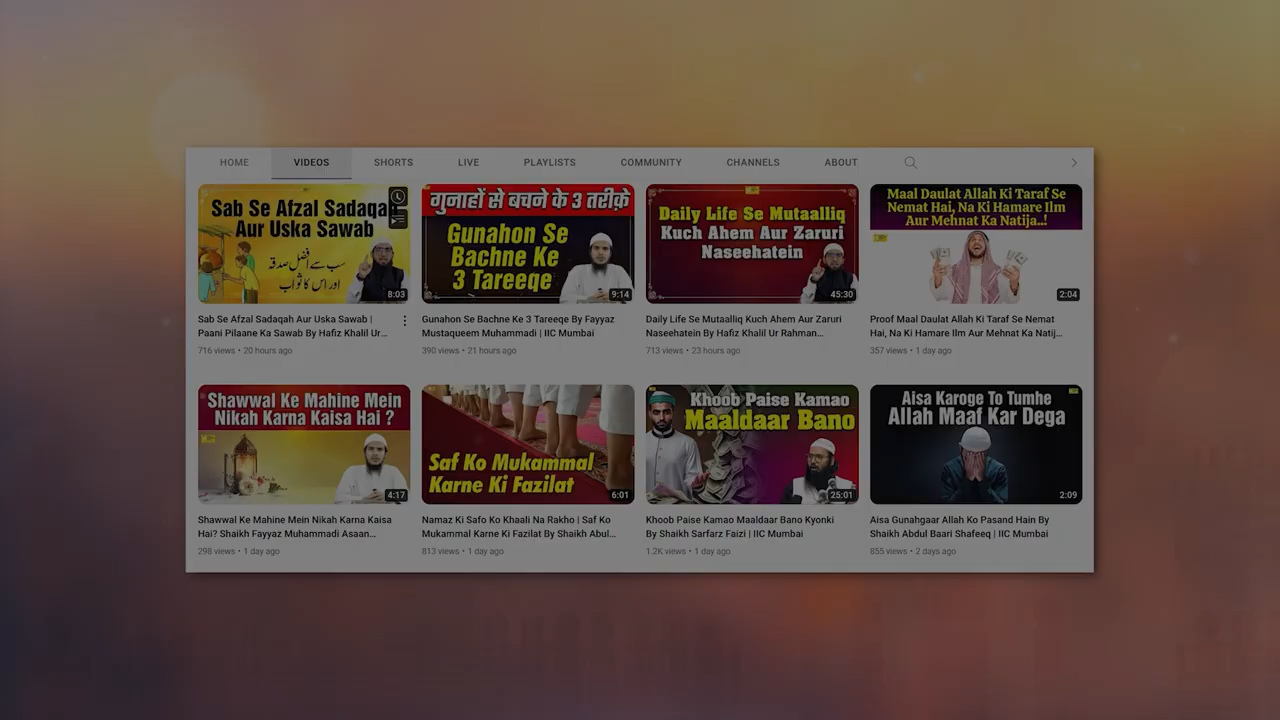 HOME VIDEOS SHORTS LIVE PLAYLISTS COMMUNITY CHANNELS ABOUT
Sab Se Afzal Sadaqah
Aur Uska Sawab
سب سے افضل صدقہ
اور اس کا ثواب
8:03
गुनाहों से बचने के 3 तरीक़े
Gunahon Se
Bachne Ke
3 Tareeqe
9:14
Daily Life Se Mutaalliq
Kuch Ahem Aur Zaruri
Naseehatein
45:30
Maal Daulat Allah Ki Taraf Se
Nemat Hai, Na Ki Hamare Ilm
Aur Mehnat Ka Natija..!
2:04
Sab Se Afzal Sadaqah Aur Uska Sawab |
Paani Pilaane Ka Sawab By Hafiz Khalil Ur...
716 views • 20 hours ago
Gunahon Se Bachne Ke 3 Tareeqe By Fayyaz
Mustaqueem Muhammadi | IIC Mumbai
390 views • 21 hours ago
Daily Life Se Mutaalliq Kuch Ahem Aur Zaruri
Naseehatein By Hafiz Khalil Ur Rahman...
713 views • 23 hours ago
Proof Maal Daulat Allah Ki Taraf Se Nemat
Hai, Na Ki Hamare Ilm Aur Mehnat Ka Natij...
357 views • 1 day ago
Shawwal Ke Mahine Mein
Nikah Karna Kaisa Hai ?
4:17
Saf Ko Mukammal
Karne Ki Fazilat
6:01
Khoob Paise Kamao
Maaldaar Bano
25:01
Aisa Karoge To Tumhe
Allah Maaf Kar Dega
2:09
Shawwal Ke Mahine Mein Nikah Karna Kaisa
Hai? Shaikh Fayyaz Muhammadi Asaan...
298 views • 1 day ago
Namaz Ki Safo Ko Khaali Na Rakho | Saf Ko
Mukammal Karne Ki Fazilat By Shaikh Abul...
813 views • 1 day ago
Khoob Paise Kamao Maaldaar Bano Kyonki
By Shaikh Sarfarz Faizi | IIC Mumbai
1.2K views • 1 day ago
Aisa Gunahgaar Allah Ko Pasand Hain By
Shaikh Abdul Baari Shafeeq | IIC Mumbai
855 views • 2 days ago